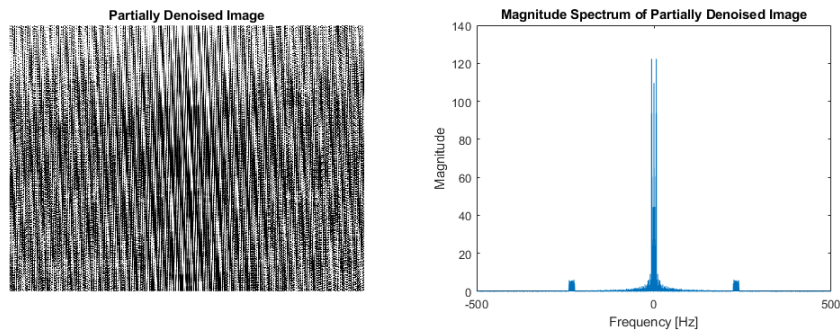 Partially Denoised Image
Magnitude Spectrum of Partially Denoised Image
140
120
100
80
60
40
20
0
Magnitude
-500
0
500
Frequency [Hz]